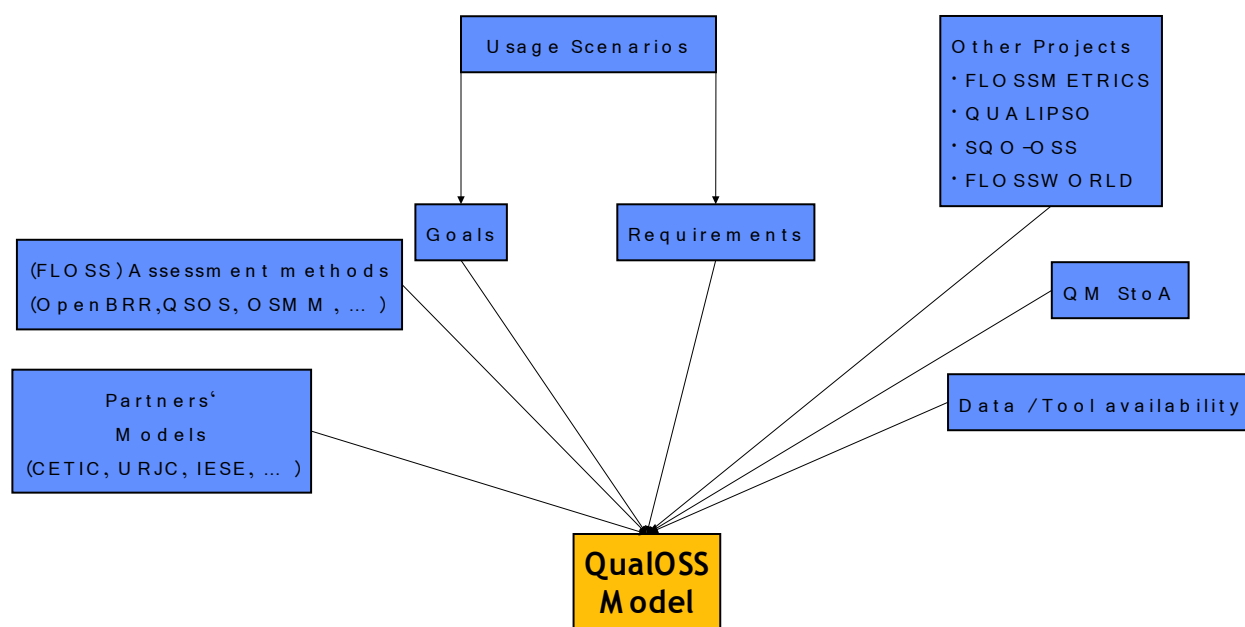 Usage Scenarios
Other Projects
· FLOSSMETRICS
· QUALIPSO
· SQO-OSS
· FLOSSWORLD
Goals
Requirements
(FLOSS) Assessment methods
(OpenBRR, QSOS, OSMM, ... )
QM StoA
Partners‘
Models
(CETIC, URJC, IESE, ... )
Data / Tool availability
QualOSS
Model